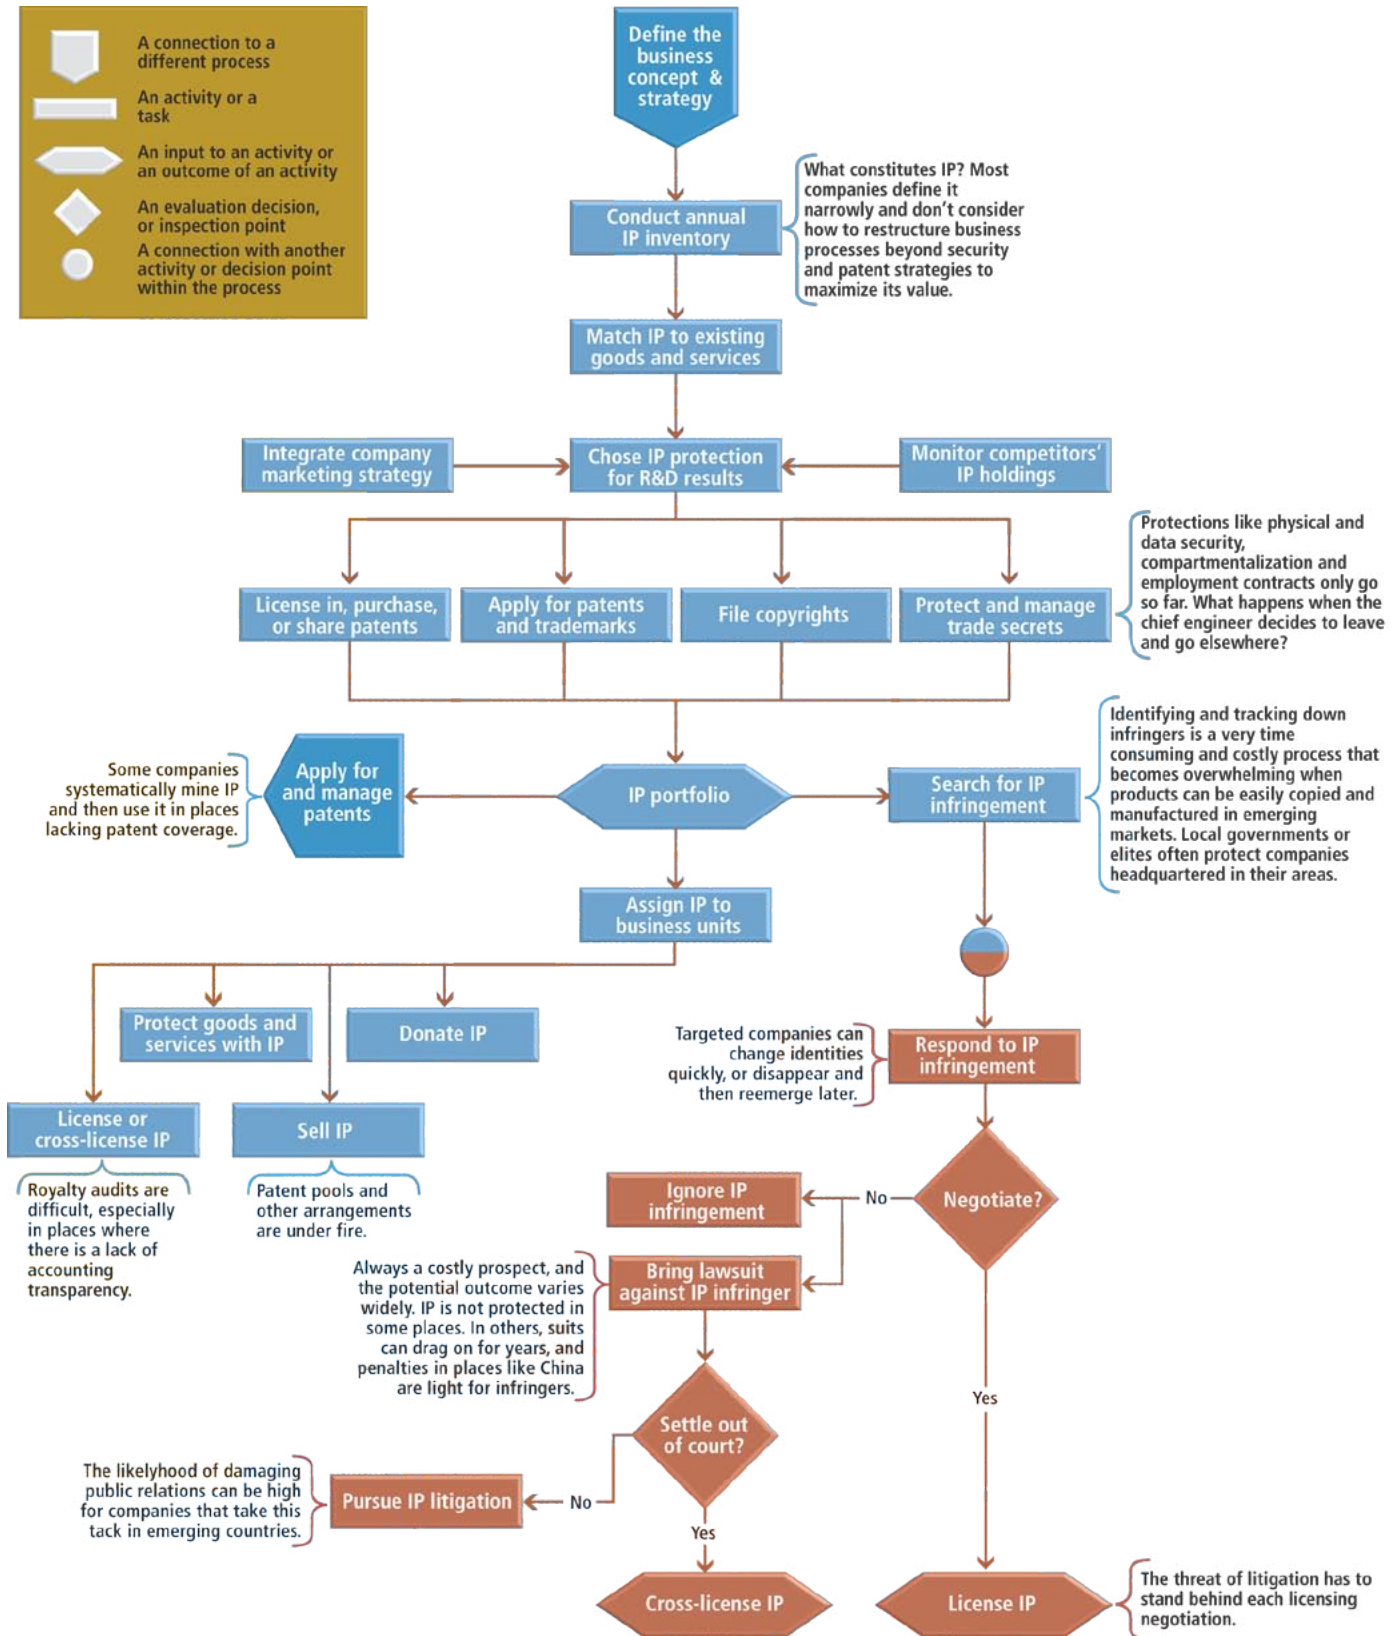 A connection to a
different process
An activity or a
task
An input to an activity or
an outcome of an activity
An evaluation decision,
or inspection point
A connection with another
activity or decision point
within the process
Define the
business
concept &
strategy
Conduct annual
IP inventory
What constitutes IP? Most
companies define it
narrowly and don't consider
how to restructure business
processes beyond security
and patent strategies to
maximize its value.
Match IP to existing
goods and services
Integrate company
marketing strategy
Chose IP protection
for R&D results
Monitor competitors'
IP holdings
License in, purchase,
or share patents
Apply for patents
and trademarks
File copyrights
Protect and manage
trade secrets
Protections like physical and
data security,
compartmentalization and
employment contracts only go
so far. What happens when the
chief engineer decides to leave
and go elsewhere?
Some companies
systematically mine IP
and then use it in places
lacking patent coverage.
Apply for
and manage
patents
IP portfolio
Search for IP
infringement
Identifying and tracking down
infringers is a very time
consuming and costly process that
becomes overwhelming when
products can be easily copied and
manufactured in emerging
markets. Local governments or
elites often protect companies
headquartered in their areas.
Assign IP to
business units
Protect goods and
services with IP
Donate IP
License or
cross-license IP
Sell IP
Royalty audits are
difficult, especially
in places where
there is a lack of
accounting
transparency.
Patent pools and
other arrangements
are under fire.
Targeted companies can
change identities
quickly, or disappear and
then reemerge later.
Respond to IP
infringement
Negotiate?
No
Ignore IP
infringement
Bring lawsuit
against IP infringer
Always a costly prospect, and
the potential outcome varies
widely. IP is not protected in
some places. In others, suits
can drag on for years, and
penalties in places like China
are light for infringers.
Yes
Settle out
of court?
No
Pursue IP litigation
The likelyhood of damaging
public relations can be high
for companies that take this
tack in emerging countries.
Yes
Cross-license IP
License IP
The threat of litigation has to
stand behind each licensing
negotiation.